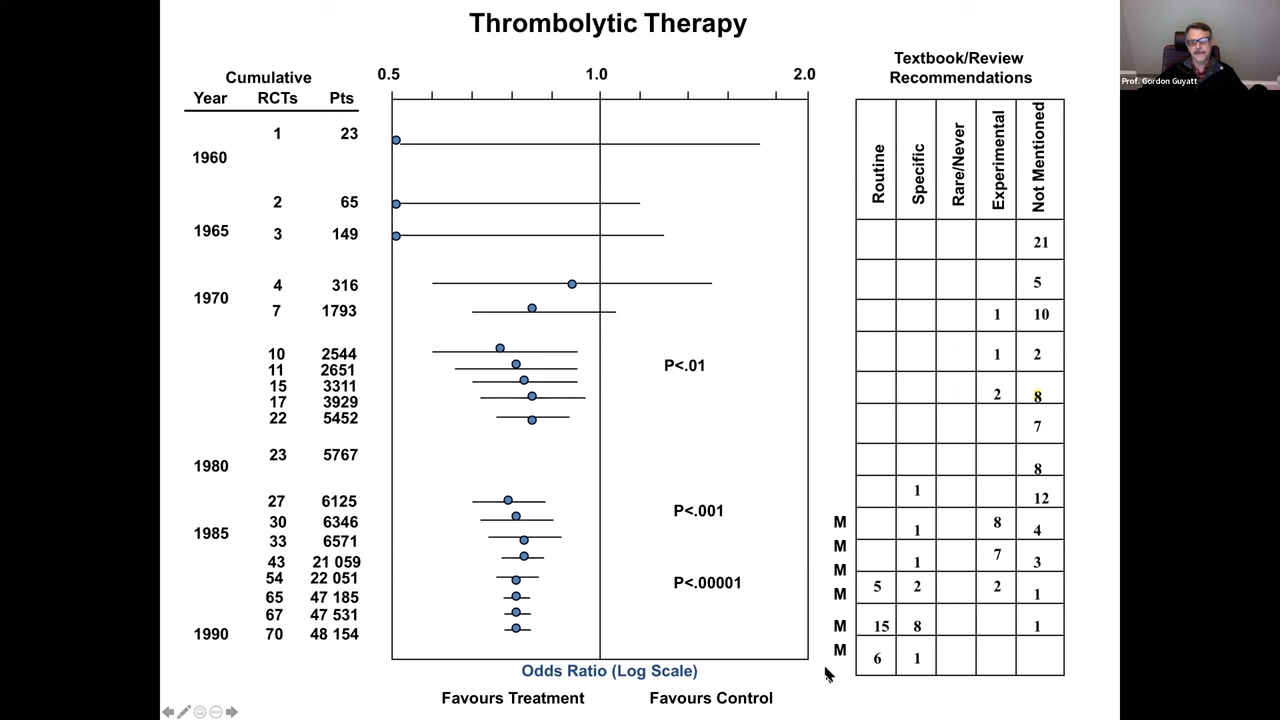 Thrombolytic Therapy
Prof. Gordon Guyatt
Textbook/Review
Recommendations
Cumulative
Year RCTs Pts
0.5 1.0 2.0
Routine
Specific
Rare/Never
Experimental
Not Mentioned
1 23
1960
2 65
1965
3 149
4 316
1970
7 1793
10 2544
11 2651
15 3311
17 3929
22 5452
23 5767
1980
27 6125
30 6346
1985
33 6571
43 21 059
54 22 051
65 47 185
67 47 531
1990 70 48 154
P<.01
P<.001
P<.00001
21
5
1 10
1 2
2 8
7
8
1 12
M
1 8 4
M
1 7 3
M
5 2 2 1
M
M 15 8 1
M
6 1
Odds Ratio (Log Scale)
Favours Treatment Favours Control